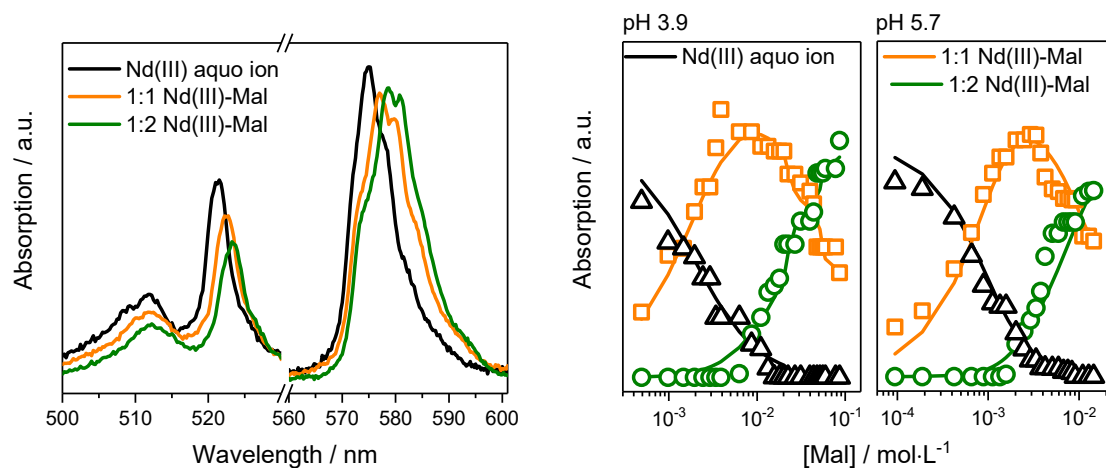 Absorption / a.u.
Nd(III) aquo ion
1:1 Nd(III)-Mal
1:2 Nd(III)-Mal
500 520 560 570 580 590 600
Wavelength / nm
pH 3.9 pH 5.7
Absorption / a.u.
Nd(III) aquo ion
1:1 Nd(III)-Mal
1:2 Nd(III)-Mal
10⁻³ 10⁻² 10⁻¹ 10⁻⁴ 10⁻³ 10⁻²
[Mal] / mol·L⁻¹